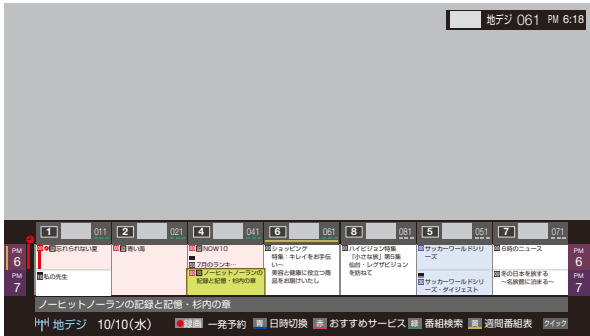 地デジ 061 PM 6:18
1 011 2 021 4 041 6 061 8 081 5 051 7 071
PM 6
PM 7
忘れられない夏
私の先生
青い海
NOW10
7月のランキ…
ノーヒットノーランの
記録と記憶・杉内の章
ショッピング
特集：キレイをお手伝
い～
美容と健康に役立つ商
品をお届けいたし
ハイビジョン特集
「小さな旅」第5集
仙台・レグザビジョン
を訪ねて
サッカーワールドシリ
ーズ
サッカーワールドシリ
ーズ・ダイジェスト
6時のニュース
冬の日本を旅する
～名旅館に泊まる～
PM 6
PM 7
ノーヒットノーランの記録と記憶・杉内の章
地デジ 10/10(水) 録画 一発予約 青 日時切換 赤 おすすめサービス 緑 番組検索 黄 週間番組表 クイック